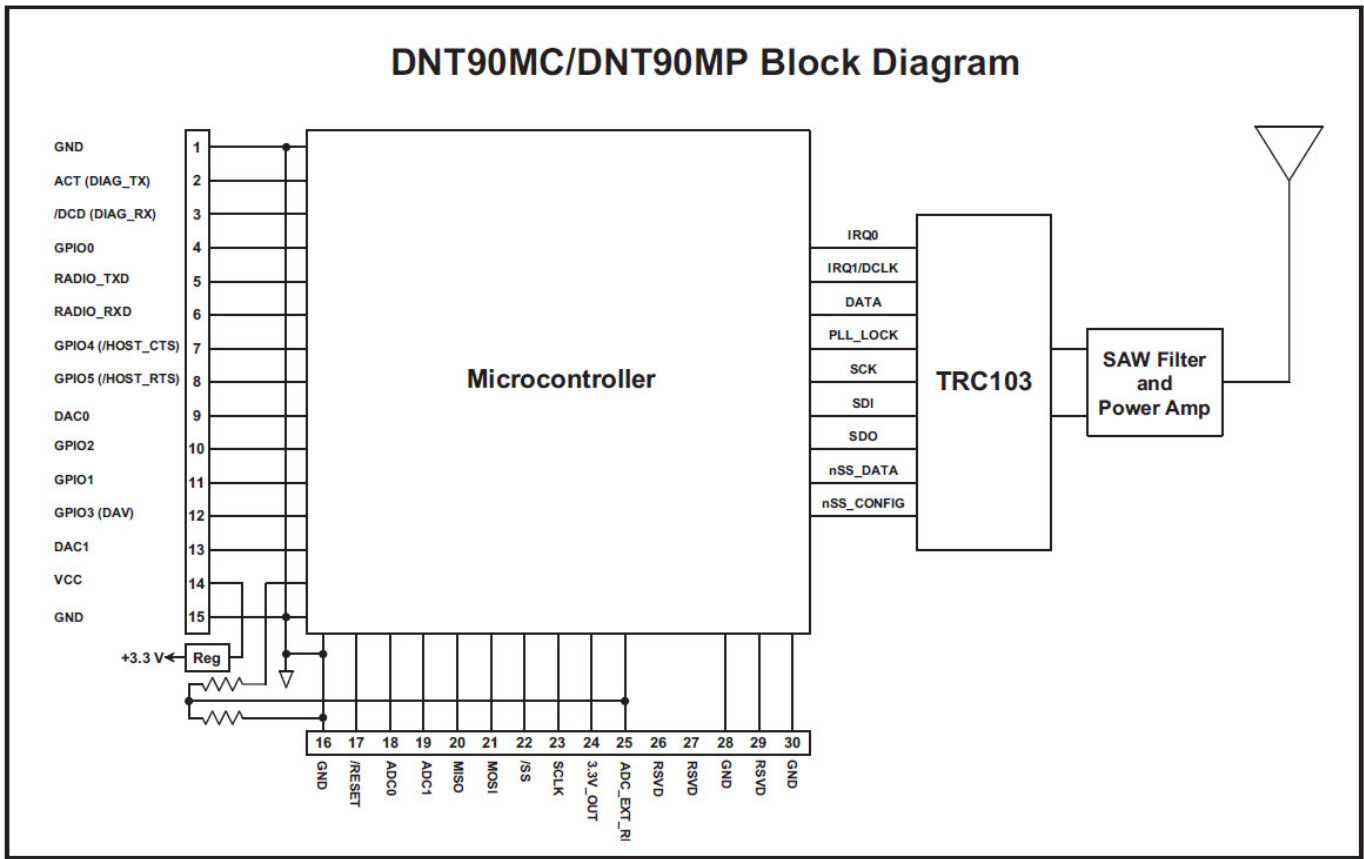 DNT90MC/DNT90MP Block Diagram
GND 1
ACT (DIAG_TX) 2
/DCD (DIAG_RX) 3
GPIO0 4
RADIO_TXD 5
RADIO_RXD 6
GPIO4 (/HOST_CTS) 7
GPIO5 (/HOST_RTS) 8
DAC0 9
GPIO2 10
GPIO1 11
GPIO3 (DAV) 12
DAC1 13
VCC 14
GND 15
+3.3 V
Reg
Microcontroller
IRQ0
IRQ1/DCLK
DATA
PLL_LOCK
SCK
SDI
SDO
nSS_DATA
nSS_CONFIG
TRC103
SAW Filter
and
Power Amp
16 17 18 19 20 21 22 23 24 25 26 27 28 29 30
GND
/RESET
ADC0
ADC1
MISO
MOSI
/SS
SCLK
3.3V_OUT
ADC_EXT_RI
RSVD
RSVD
GND
RSVD
GND